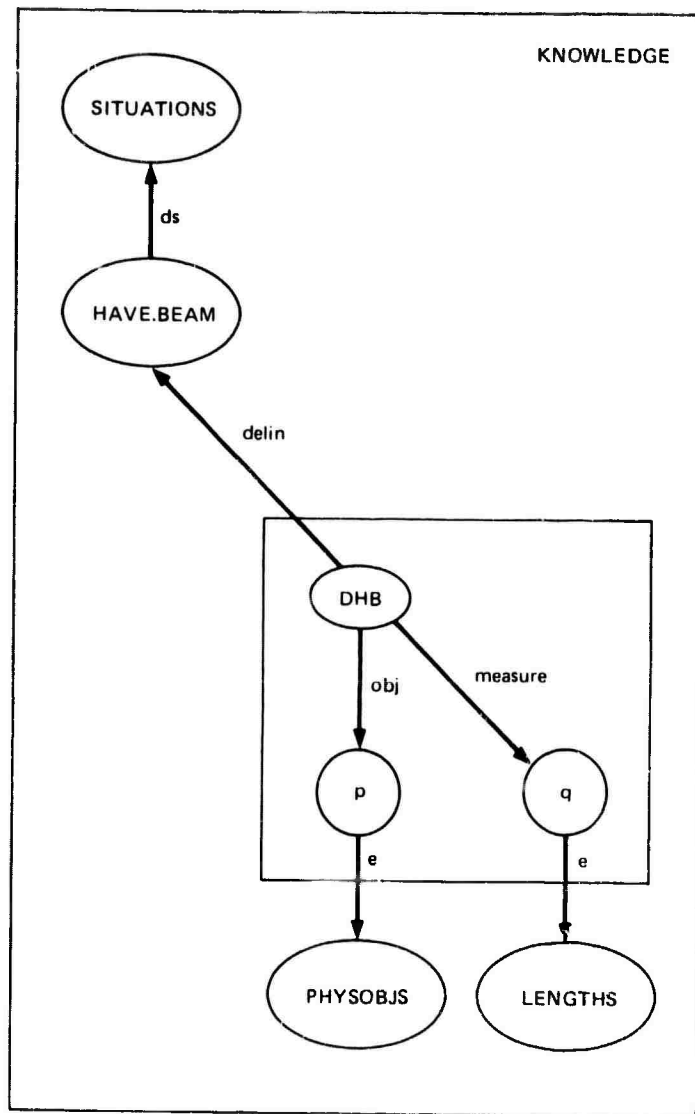 KNOWLEDGE
SITUATIONS
ds
HAVE.BEAM
delin
DHB
obj
measure
p
q
e
e
PHYSOBJS
LENGTHS